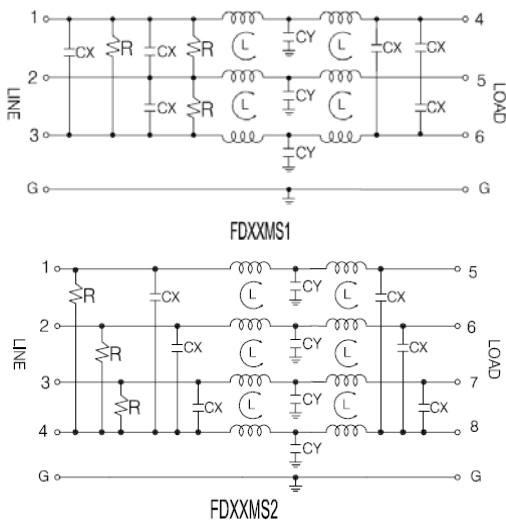 1 4
CX R CX R L CY L CX CX
2 5
CX R L CY L CX
3 6
CY
LINE
LOAD
G G
FDXXMS1
1 5
R CX L CY L CX
2 6
R CX L CY L CX
3 7
R CX L CY L CX
4 8
CY
LINE
LOAD
G G
FDXXMS2